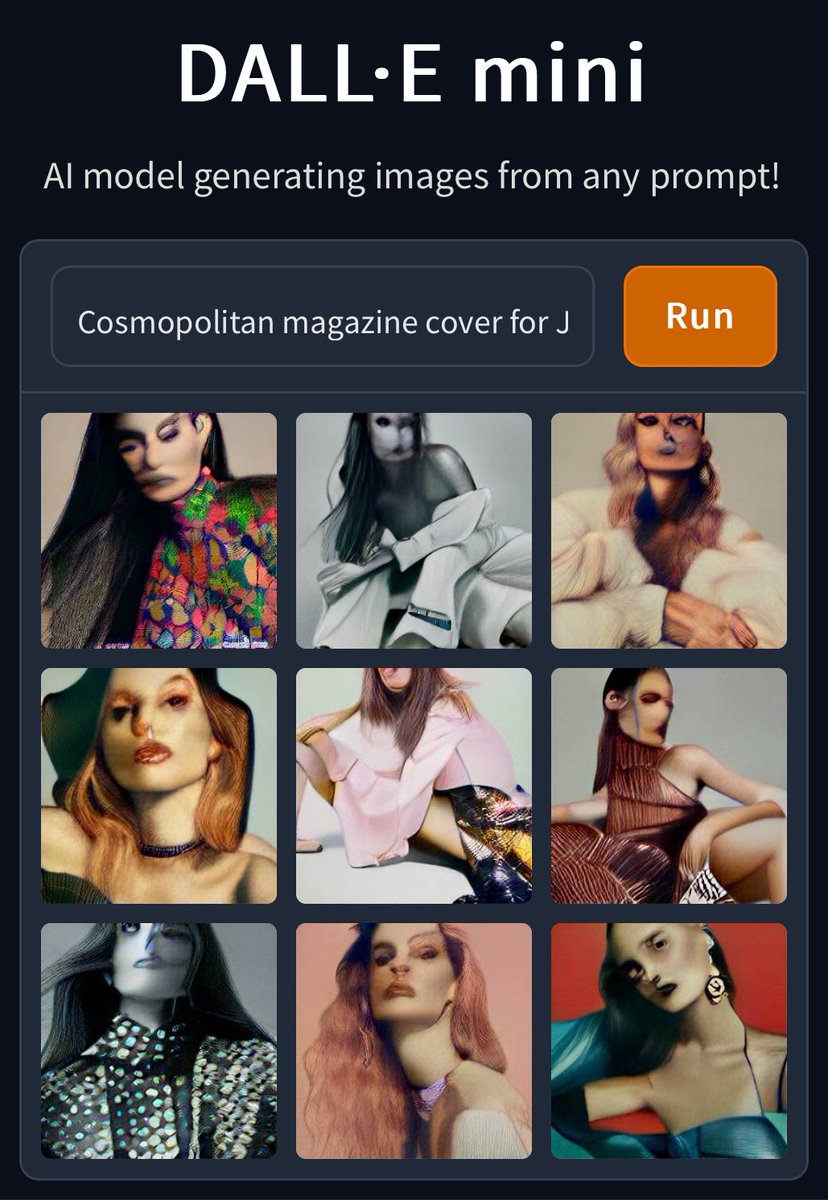 DALL·E mini
AI model generating images from any prompt!
Cosmopolitan magazine cover for J
Run